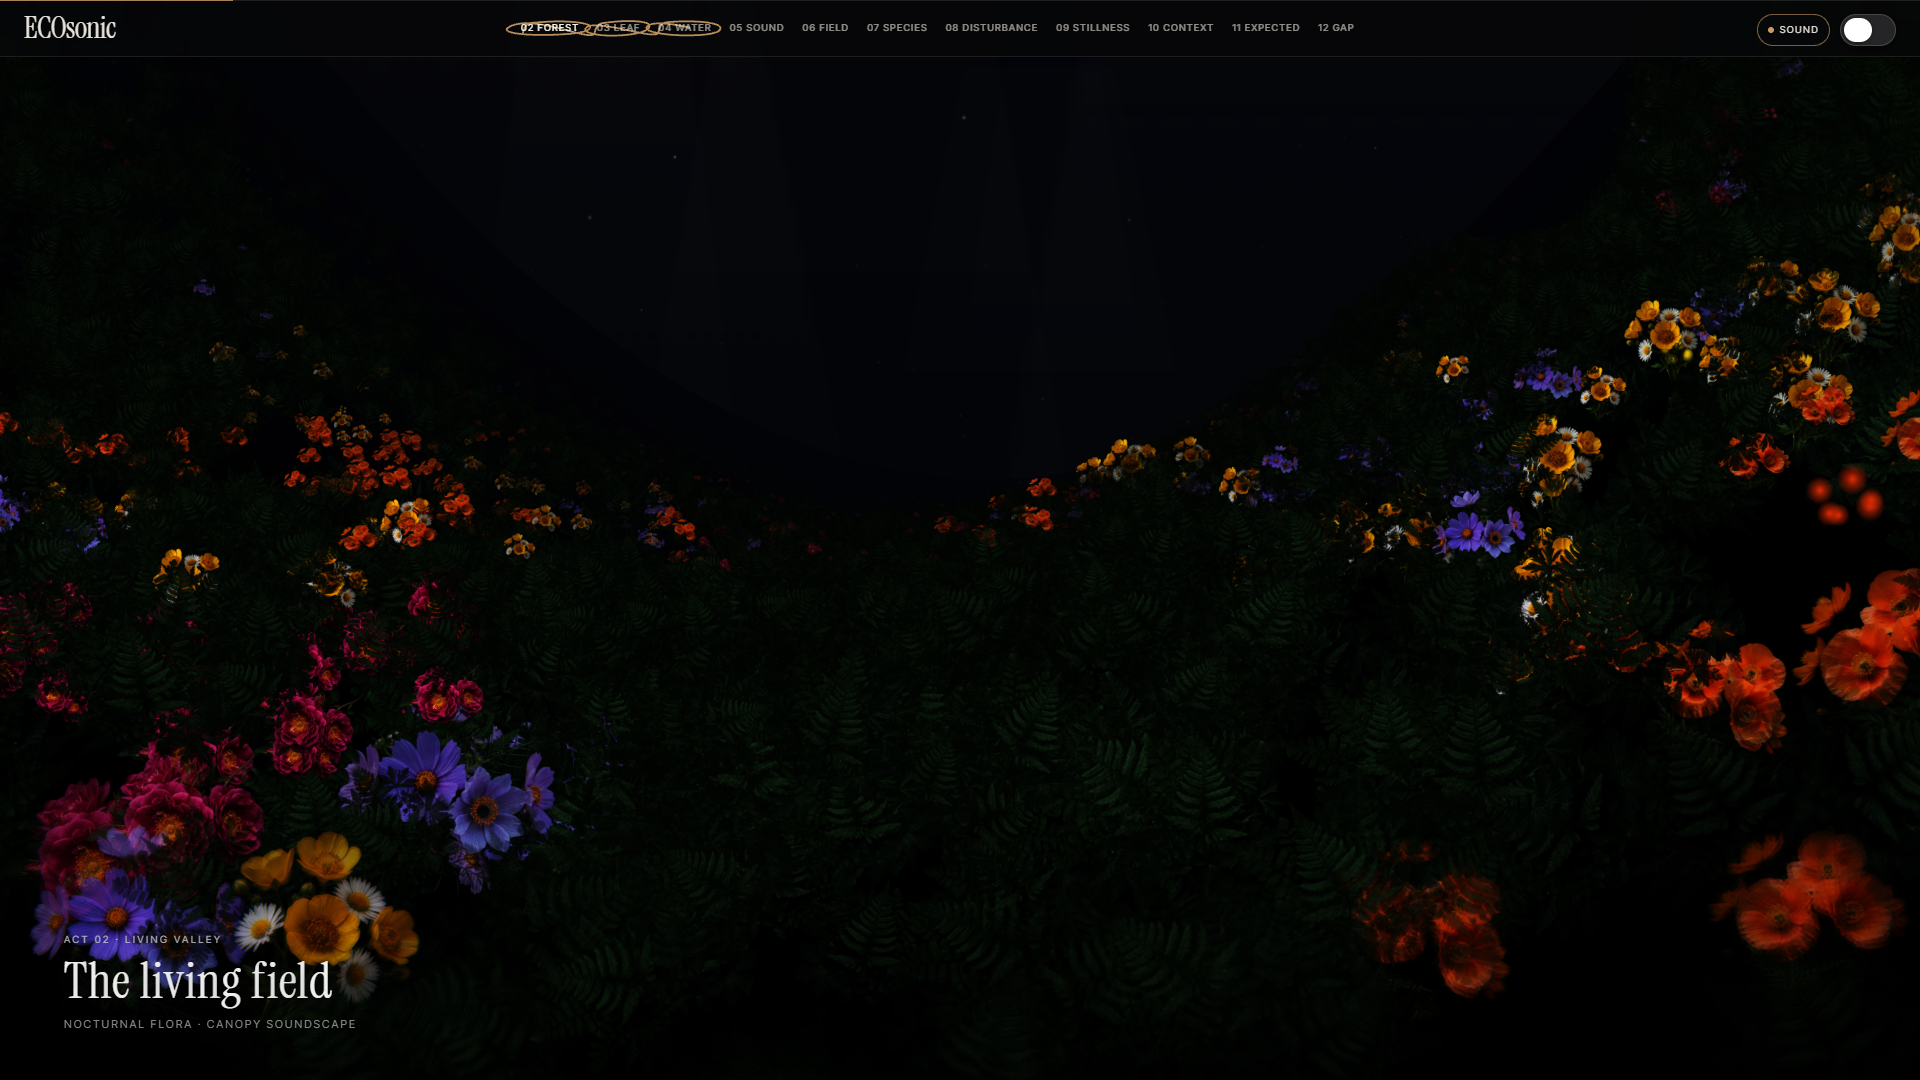 ECOsonic
02 FOREST 03 LEAF 04 WATER 05 SOUND 06 FIELD 07 SPECIES 08 DISTURBANCE 09 STILLNESS 10 CONTEXT 11 EXPECTED 12 GAP
SOUND
ACT 02 · LIVING VALLEY
The living field
NOCTURNAL FLORA · CANOPY SOUNDSCAPE